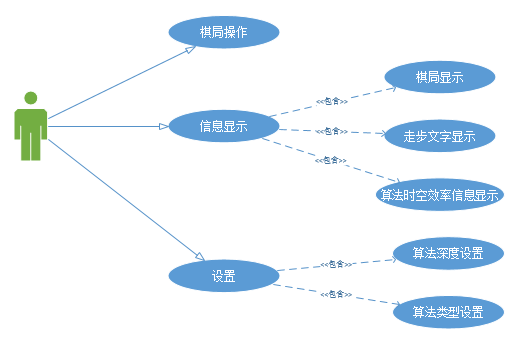 棋局操作
棋局显示
<<包含>>
信息显示
<<包含>>
走步文字显示
<<包含>>
算法时空效率信息显示
算法深度设置
<<包含>>
设置
<<包含>>
算法类型设置